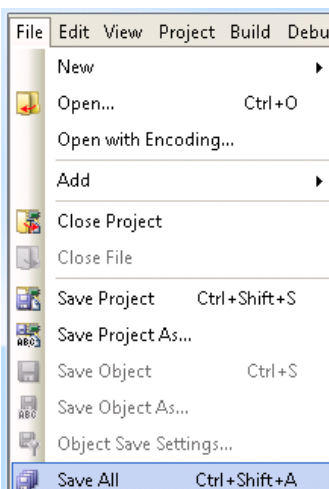 File Edit View Project Build Debu
New
Open... Ctrl+O
Open with Encoding...
Add
Close Project
Close File
Save Project Ctrl+Shift+S
Save Project As...
Save Object Ctrl+S
Save Object As...
Object Save Settings...
Save All Ctrl+Shift+A